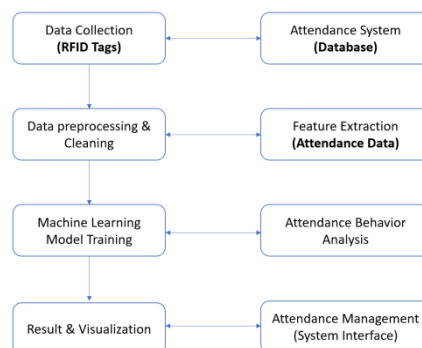 Data Collection
(RFID Tags)
Attendance System
(Database)
Data preprocessing &
Cleaning
Feature Extraction
(Attendance Data)
Machine Learning
Model Training
Attendance Behavior
Analysis
Result & Visualization
Attendance Management
(System Interface)